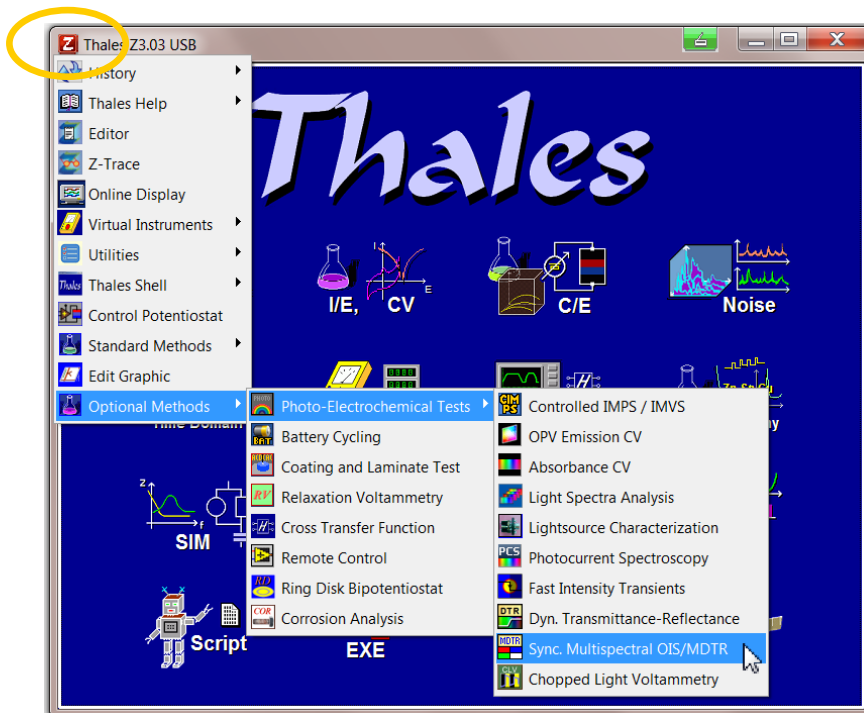 Thales Z3.03 USB
History
Thales Help
Editor
Z-Trace
Online Display
Virtual Instruments
Utilities
Thales Shell
Control Potentiostat
Standard Methods
Edit Graphic
Optional Methods
Thales
I/E, CV
C/E
Noise
Photo-Electrochemical Tests
Battery Cycling
Coating and Laminate Test
Relaxation Voltammetry
Cross Transfer Function
Remote Control
Ring Disk Bipotentiostat
Corrosion Analysis
Controlled IMPS / IMVS
OPV Emission CV
Absorbance CV
Light Spectra Analysis
Lightsource Characterization
Photocurrent Spectroscopy
Fast Intensity Transients
Dyn. Transmittance-Reflectance
Sync. Multispectral OIS/MDTR
Chopped Light Voltammetry
Time Domain
SIM
Script
EXE